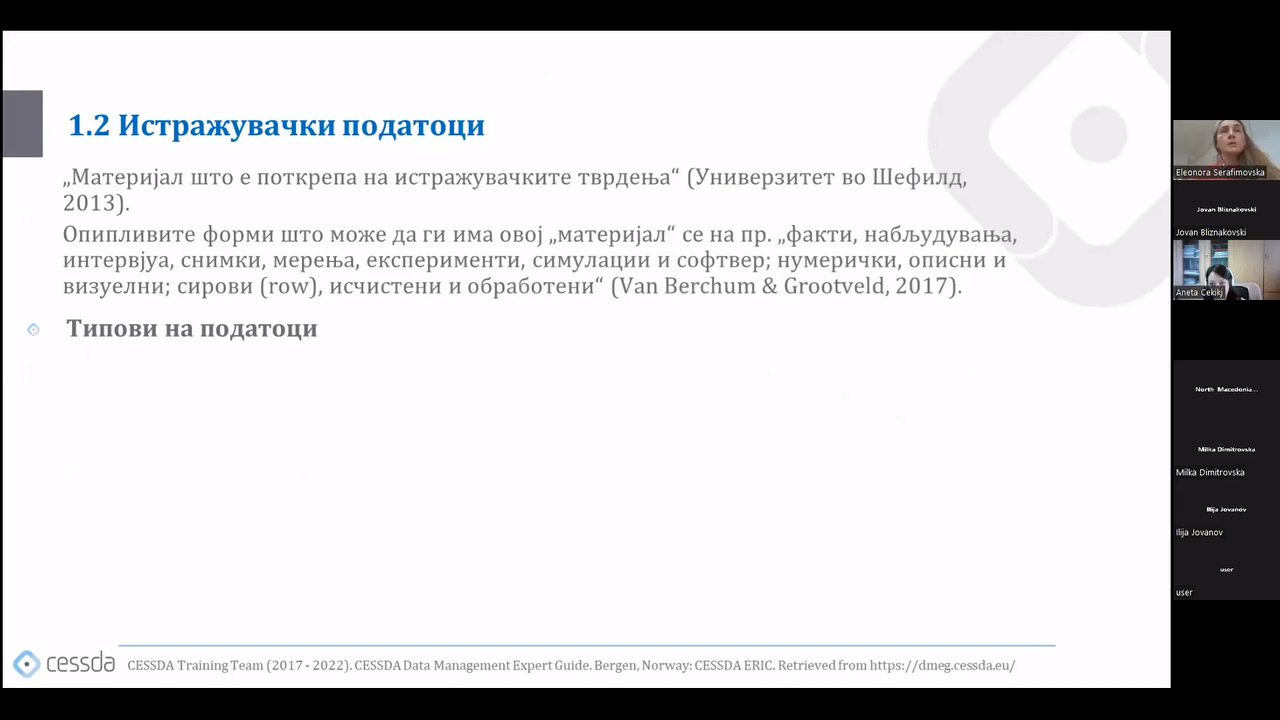 1.2 Истражувачки податоци
„Материјал што е поткрепа на истражувачките тврдења“ (Универзитет во Шефилд,
2013).
Опипливите форми што може да ги има овој „материјал“ се на пр. „факти, набљудувања,
интервјуа, снимки, мерења, експерименти, симулации и софтвер; нумерички, описни и
визуелни; сирови (row), исчистени и обработени“ (Van Berchum & Grootveld, 2017).
Типови на податоци
cessda
CESSDA Training Team (2017 - 2022). CESSDA Data Management Expert Guide. Bergen, Norway: CESSDA ERIC. Retrieved from https://dmeg.cessda.eu/
Eleonora Serafimovska
Jovan Bliznakovski
Jovan Bliznakovski
Aneta Cekikj
North Macedonia...
Milka Dimitrovska
Milka Dimitrovska
Ilija Jovanov
Ilija Jovanov
user
user